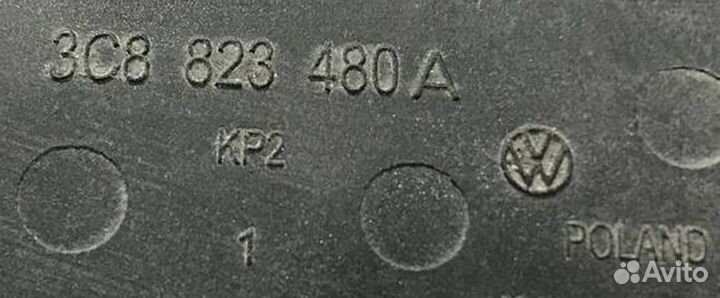 3C8 823 480 A
KP2
1
POLAND
Avito